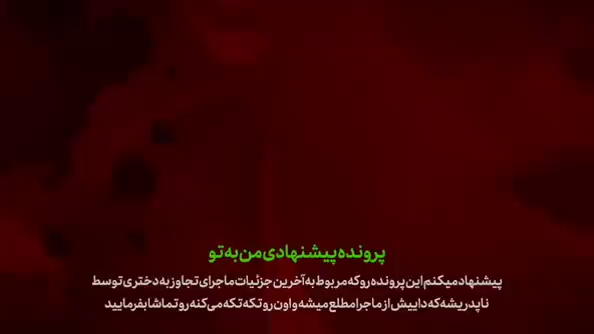 پرونده پیشنهادی من به تو
پیشنهاد میکنم این پرونده رو که مربوط به آخرین جزئیات ماجرای تجاوز به دختری توسط
ناپدریشه که داییش از ماجرا مطلع میشه و اون رو تکه تکه می‌کنه رو تماشا بفرمایید